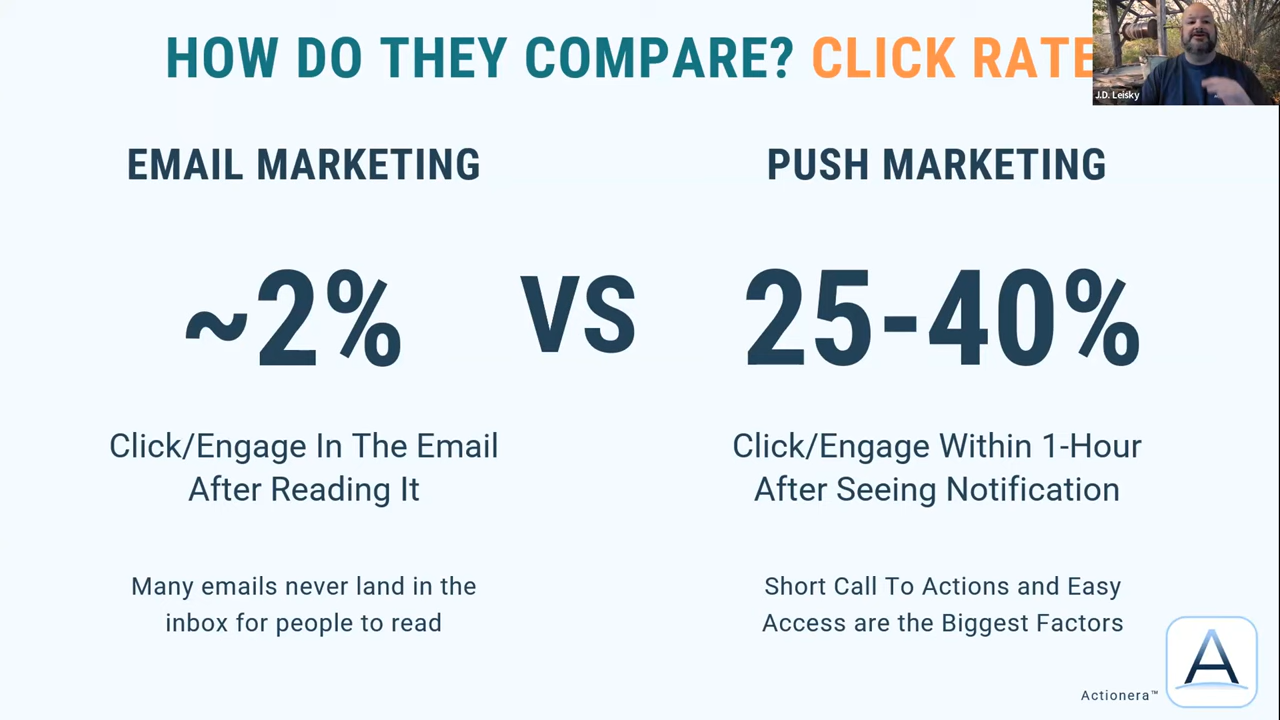 HOW DO THEY COMPARE? CLICK RATE
J.D. Leisky
EMAIL MARKETING
PUSH MARKETING
~2%
VS
25-40%
Click/Engage In The Email
After Reading It
Click/Engage Within 1-Hour
After Seeing Notification
Many emails never land in the
inbox for people to read
Short Call To Actions and Easy
Access are the Biggest Factors
A
Actionera™